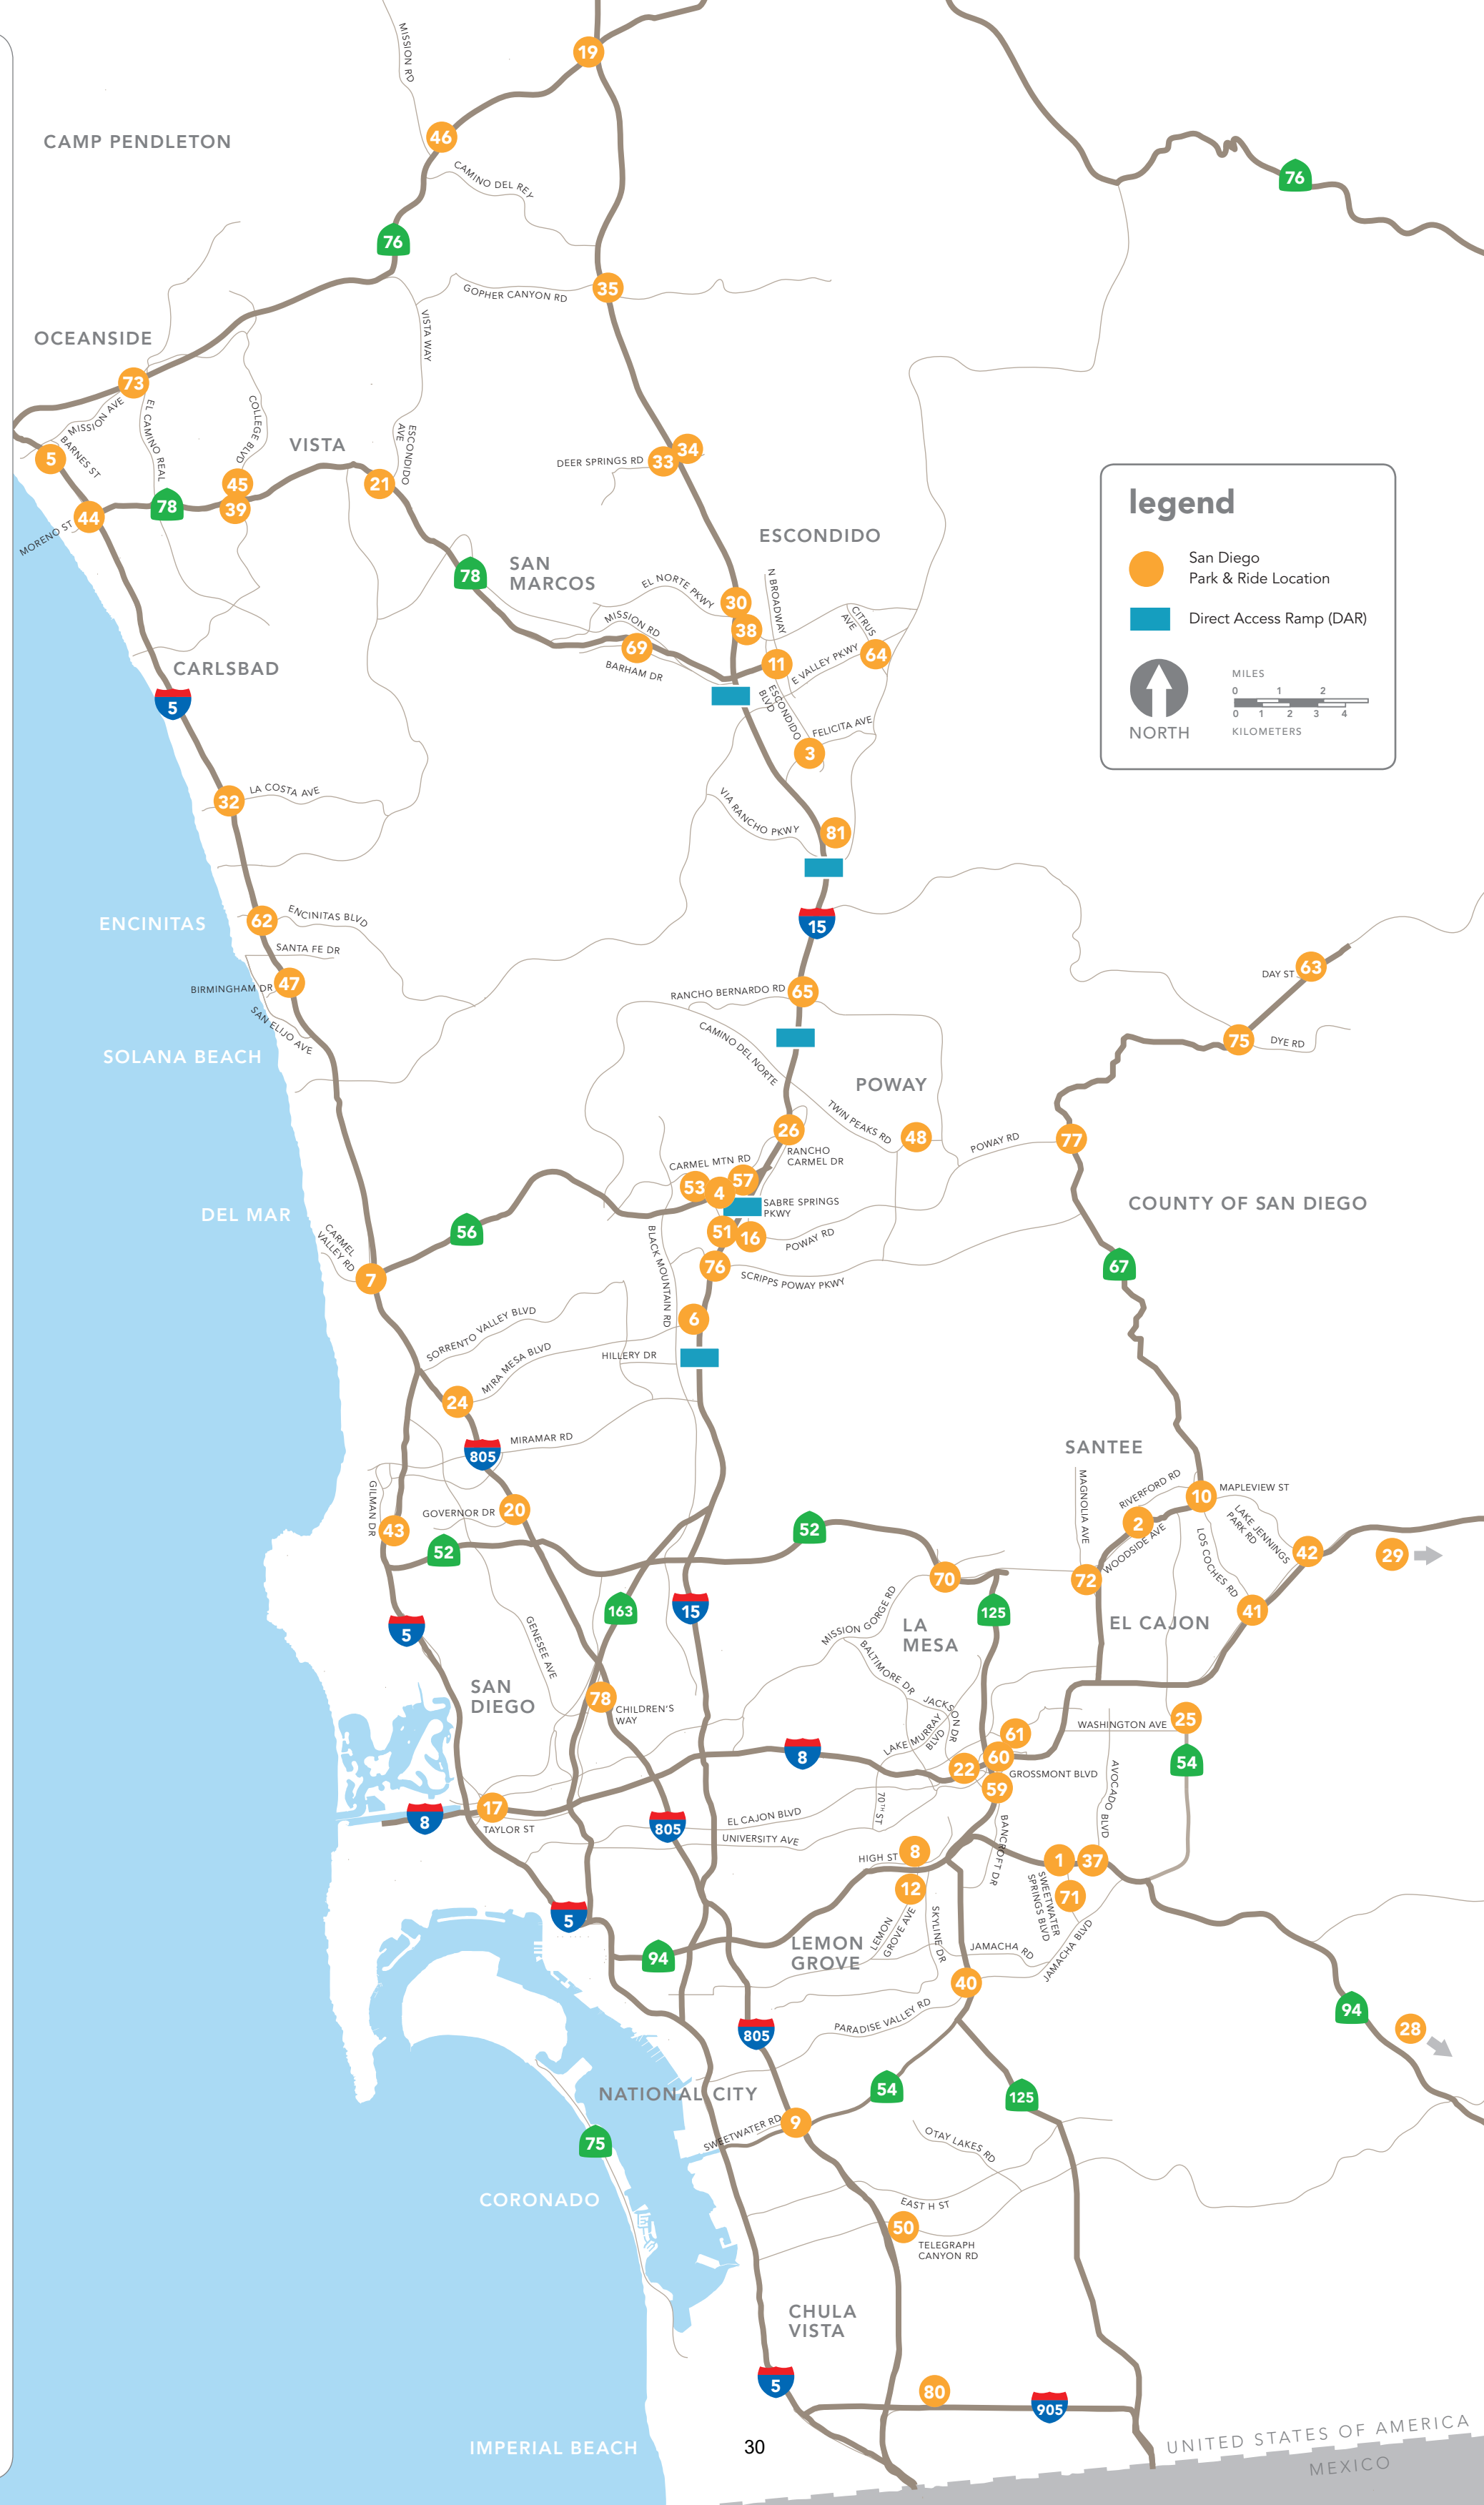 MISSION RD
19
CAMP PENDLETON
46
CAMINO DEL REY
76
76
35
GOPHER CANYON RD
VISTA WAY
OCEANSIDE
73
MISSION AVE
EL CAMINO REAL
COLLEGE BLVD
ESCONDIDO
AVE
VISTA
BARNES ST
5
34
33
DEER SPRINGS RD
45
21
39
78
44
MORENO ST
legend
San Diego
Park & Ride Location
Direct Access Ramp (DAR)
MILES
0 1 2
0 1 2 3 4
KILOMETERS
NORTH
ESCONDIDO
SAN
MARCOS
78
EL NORTE PKWY
N BROADWAY
30
38
CITRUS
AVE
MISSION RD
69
BARHAM DR
11
E VALLEY PKWY
64
CARLSBAD
5
ESCONDIDO
BLVD
FELICITA AVE
3
32
LA COSTA AVE
VIA RANCHO PKWY
81
ENCINITAS
62
ENCINITAS BLVD
15
SANTA FE DR
47
BIRMINGHAM DR
SAN ELIJO AVE
SOLANA BEACH
RANCHO BERNARDO RD
65
DAY ST
63
75
DYE RD
CAMINO DEL NORTE
POWAY
TWIN PEAKS RD
48
26
RANCHO
CARMEL DR
POWAY RD
77
CARMEL MTN RD
53
4
57
SABRE SPRINGS
PKWY
COUNTY OF SAN DIEGO
DEL MAR
56
CARMEL
VALLEY RD
7
51
16
POWAY RD
BLACK MOUNTAIN RD
76
SCRIPPS POWAY PKWY
67
6
SORRENTO VALLEY BLVD
MIRA MESA BLVD
HILLERY DR
24
MIRAMAR RD
805
SANTEE
GILMAN DR
GOVERNOR DR
20
43
52
52
MAGNOLIA AVE
RIVERFORD RD
10
MAPLEVIEW ST
2
WOODSIDE AVE
LAKE JENNINGS
PARK RD
LOS COCHES RD
42
29
70
72
163
15
125
41
EL CAJON
5
GENESEE AVE
MISSION GORGE RD
LA
MESA
BALTIMORE DR
SAN
DIEGO
78
CHILDREN'S
WAY
JACKSON DR
LAKE MURRAY
BLVD
61
WASHINGTON AVE
25
8
22
60
GROSSMONT BLVD
54
59
17
8
TAYLOR ST
805
EL CAJON BLVD
UNIVERSITY AVE
70TH ST
AVOCADO BLVD
BANCROFT DR
HIGH ST
8
12
1
37
71
SWEETWATER
SPRINGS BLVD
5
94
LEMON
GROVE
LEMON
GROVE AVE
SKYLINE DR
JAMACHA RD
JAMACHA BLVD
40
PARADISE VALLEY RD
805
94
28
NATIONAL CITY
54
125
75
SWEETWATER RD
9
OTAY LAKES RD
CORONADO
EAST H ST
50
TELEGRAPH
CANYON RD
CHULA
VISTA
5
80
905
IMPERIAL BEACH
30
UNITED STATES OF AMERICA
MEXICO